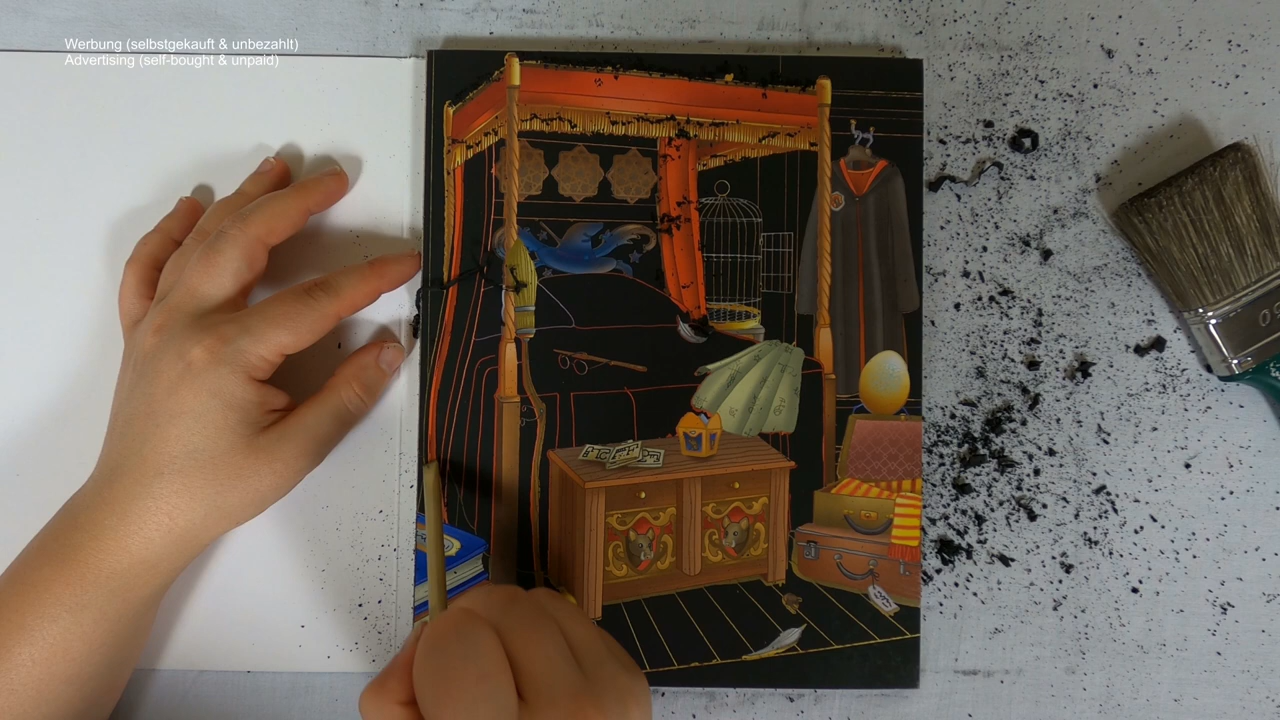 Werbung (selbstgekauft & unbezahlt)
Advertising (self-bought & unpaid)